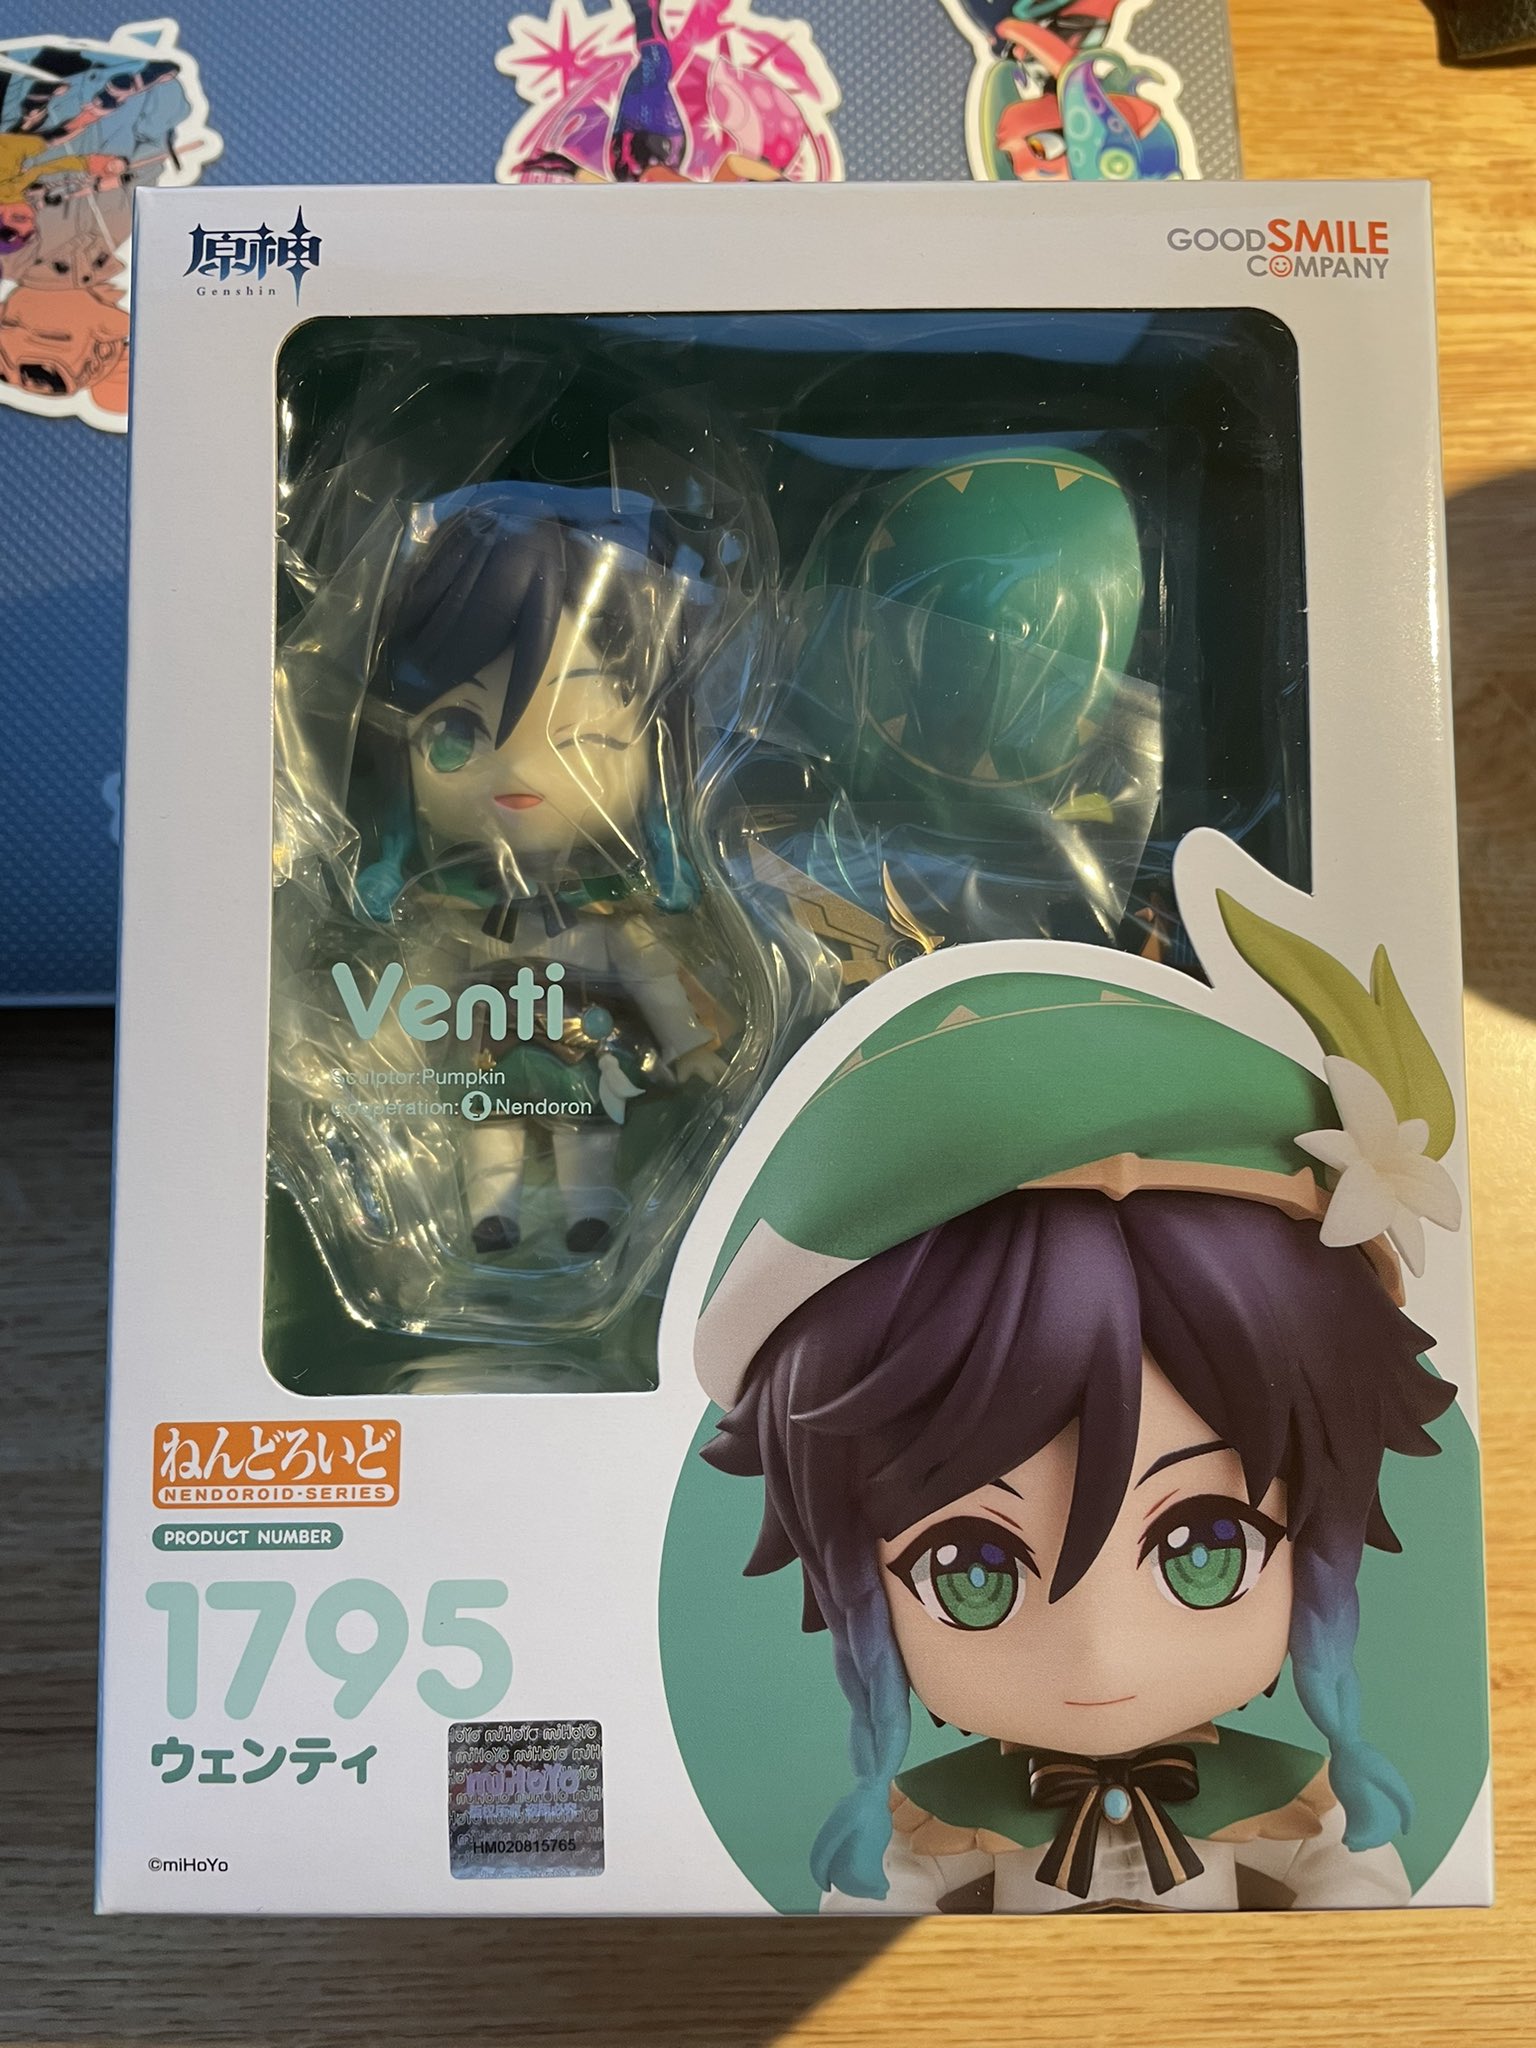 原神
Genshin
GOODSMILE
COMPANY
Venti
Sculptor:Pumpkin
Cooperation: Nendoron
ねんどろいど
NENDOROID-SERIES
PRODUCT NUMBER
1795
ウェンティ
miHoYo
HM020815765
©miHoYo